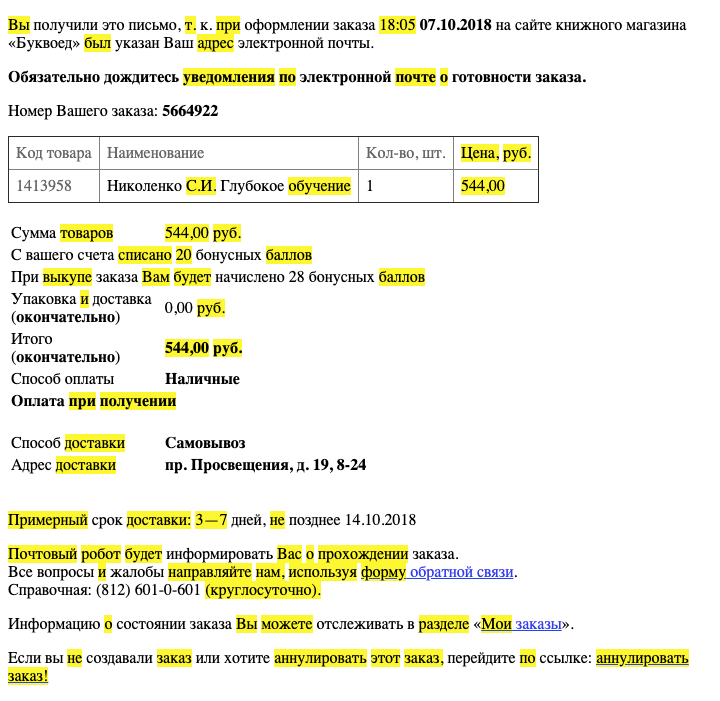 Вы получили это письмо, т. к. при оформлении заказа 18:05 07.10.2018 на сайте книжного магазина
«Буквоед» был указан Ваш адрес электронной почты.
Обязательно дождитесь уведомления по электронной почте о готовности заказа.
Номер Вашего заказа: 5664922
Код товара Наименование Кол-во, шт. Цена, руб.
1413958 Николенко С.И. Глубокое обучение 1 544,00
Сумма товаров 544,00 руб.
С вашего счета списано 20 бонусных баллов
При выкупе заказа Вам будет начислено 28 бонусных баллов
Упаковка и доставка
(окончательно) 0,00 руб.
Итого
(окончательно) 544,00 руб.
Способ оплаты Наличные
Оплата при получении
Способ доставки Самовывоз
Адрес доставки пр. Просвещения, д. 19, 8-24
Примерный срок доставки: 3—7 дней, не позднее 14.10.2018
Почтовый робот будет информировать Вас о прохождении заказа.
Все вопросы и жалобы направляйте нам, используя форму обратной связи.
Справочная: (812) 601-0-601 (круглосуточно).
Информацию о состоянии заказа Вы можете отслеживать в разделе «Мои заказы».
Если вы не создавали заказ или хотите аннулировать этот заказ, перейдите по ссылке: аннулировать
заказ!